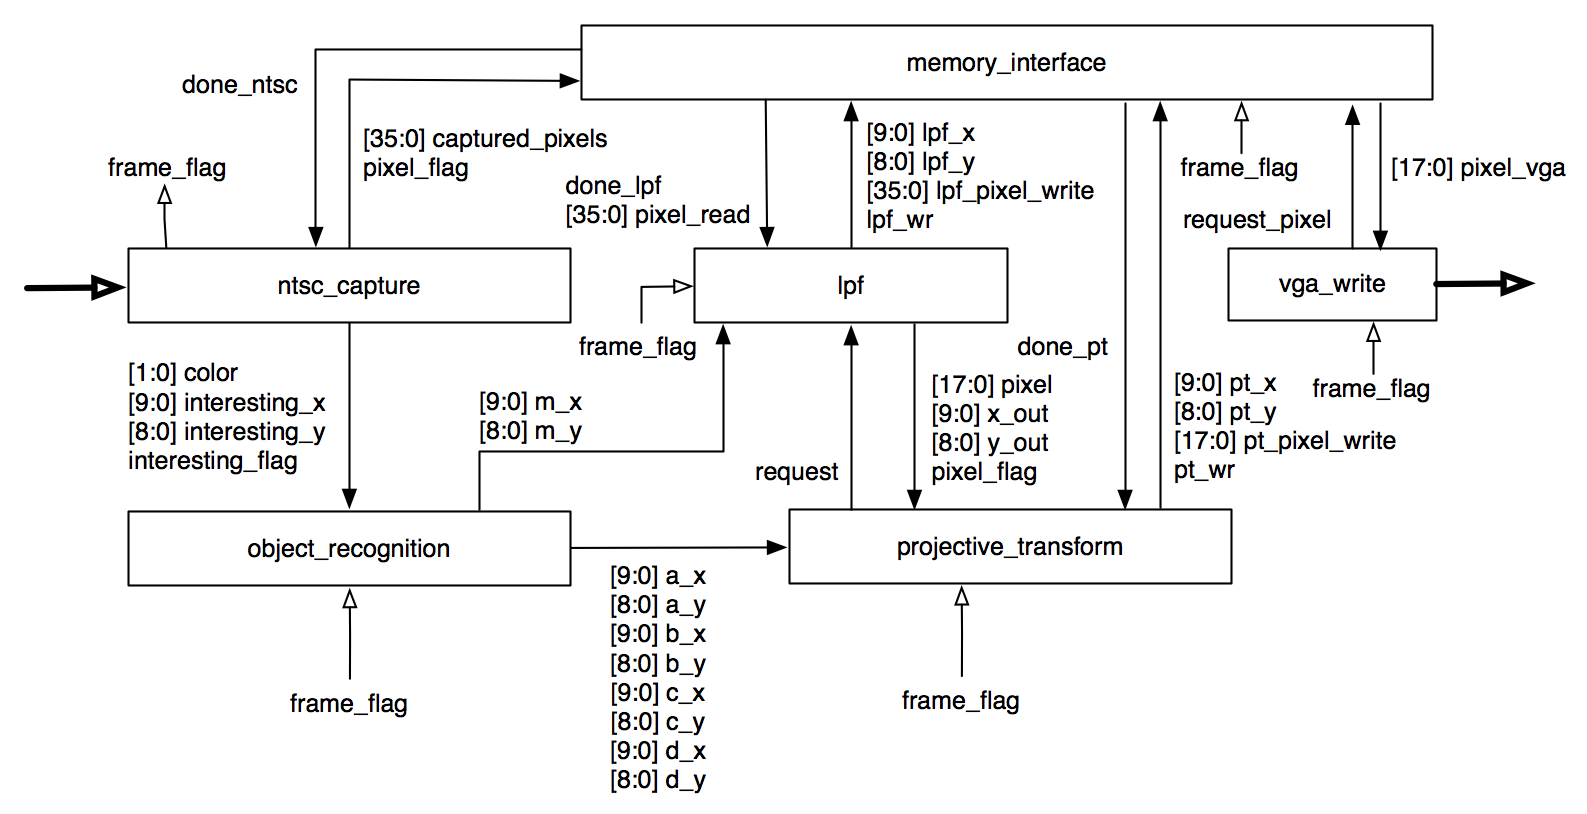 memory_interface
done_ntsc
[35:0] captured_pixels
pixel_flag
frame_flag
done_lpf
[35:0] pixel_read
[9:0] lpf_x
[8:0] lpf_y
[35:0] lpf_pixel_write
lpf_wr
frame_flag
request_pixel
[17:0] pixel_vga
ntsc_capture
lpf
vga_write
frame_flag
done_pt
frame_flag
[1:0] color
[9:0] interesting_x
[8:0] interesting_y
interesting_flag
[9:0] m_x
[8:0] m_y
request
[17:0] pixel
[9:0] x_out
[8:0] y_out
pixel_flag
[9:0] pt_x
[8:0] pt_y
[17:0] pt_pixel_write
pt_wr
object_recognition
projective_transform
[9:0] a_x
[8:0] a_y
[9:0] b_x
[8:0] b_y
[9:0] c_x
[8:0] c_y
[9:0] d_x
[8:0] d_y
frame_flag
frame_flag